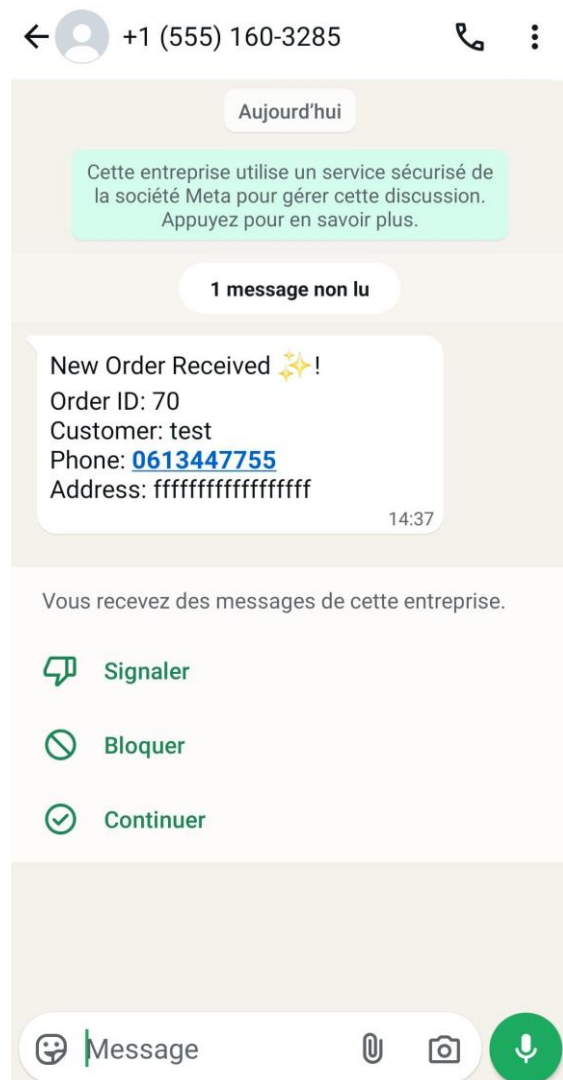 +1 (555) 160-3285
Aujourd'hui
Cette entreprise utilise un service sécurisé de
la société Meta pour gérer cette discussion.
Appuyez pour en savoir plus.
1 message non lu
New Order Received ✨!
Order ID: 70
Customer: test
Phone: 0613447755
Address: ffffffffffffffffff
14:37
Vous recevez des messages de cette entreprise.
Signaler
Bloquer
Continuer
Message